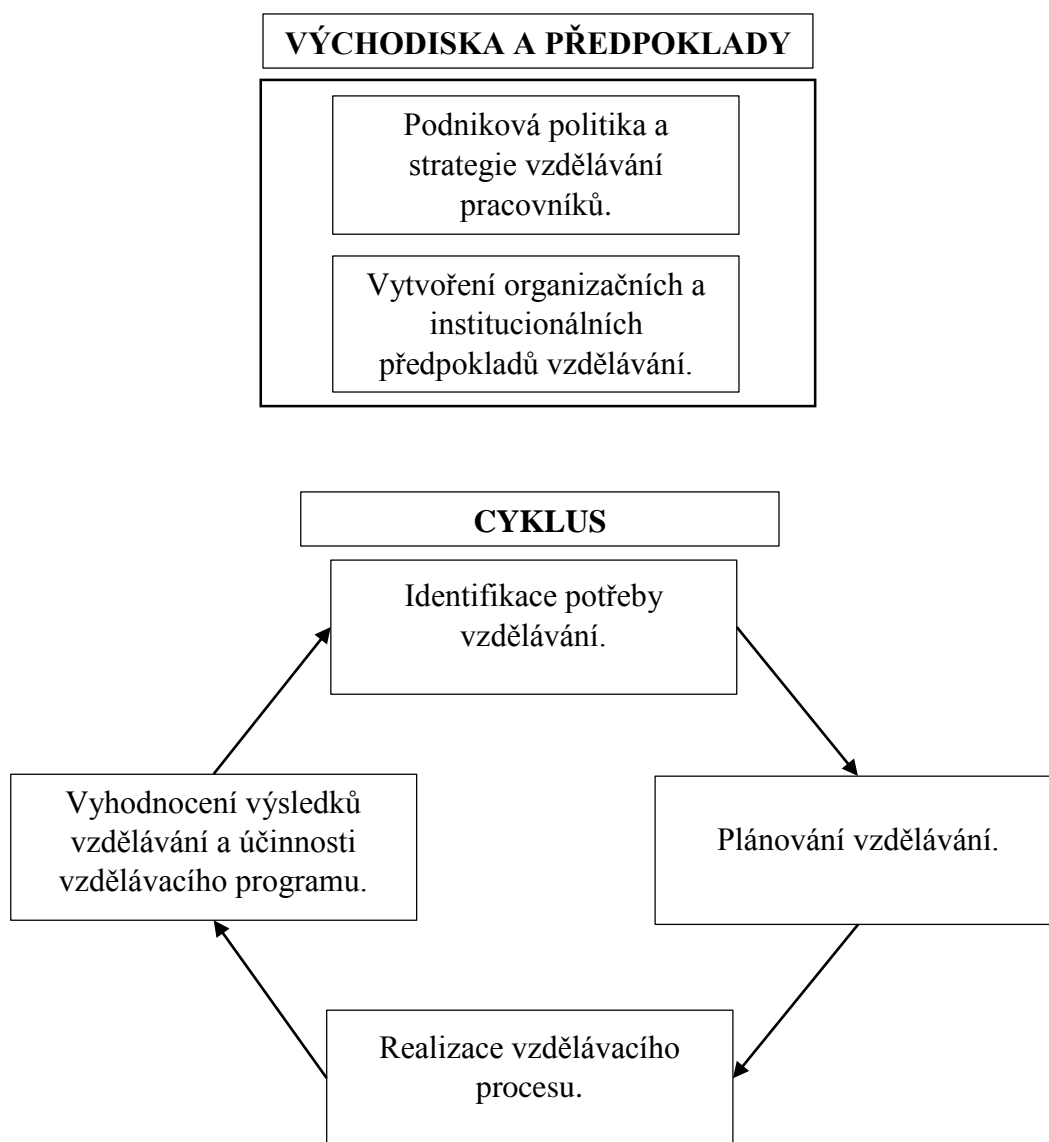 VÝCHODISKA A PŘEDPOKLADY
Podniková politika a
strategie vzdělávání
pracovníků.
Vytvoření organizačních a
institucionálních
předpokladů vzdělávání.
CYKLUS
Identifikace potřeby
vzdělávání.
Vyhodnocení výsledků
vzdělávání a účinnosti
vzdělávacího programu.
Plánování vzdělávání.
Realizace vzdělávacího
procesu.